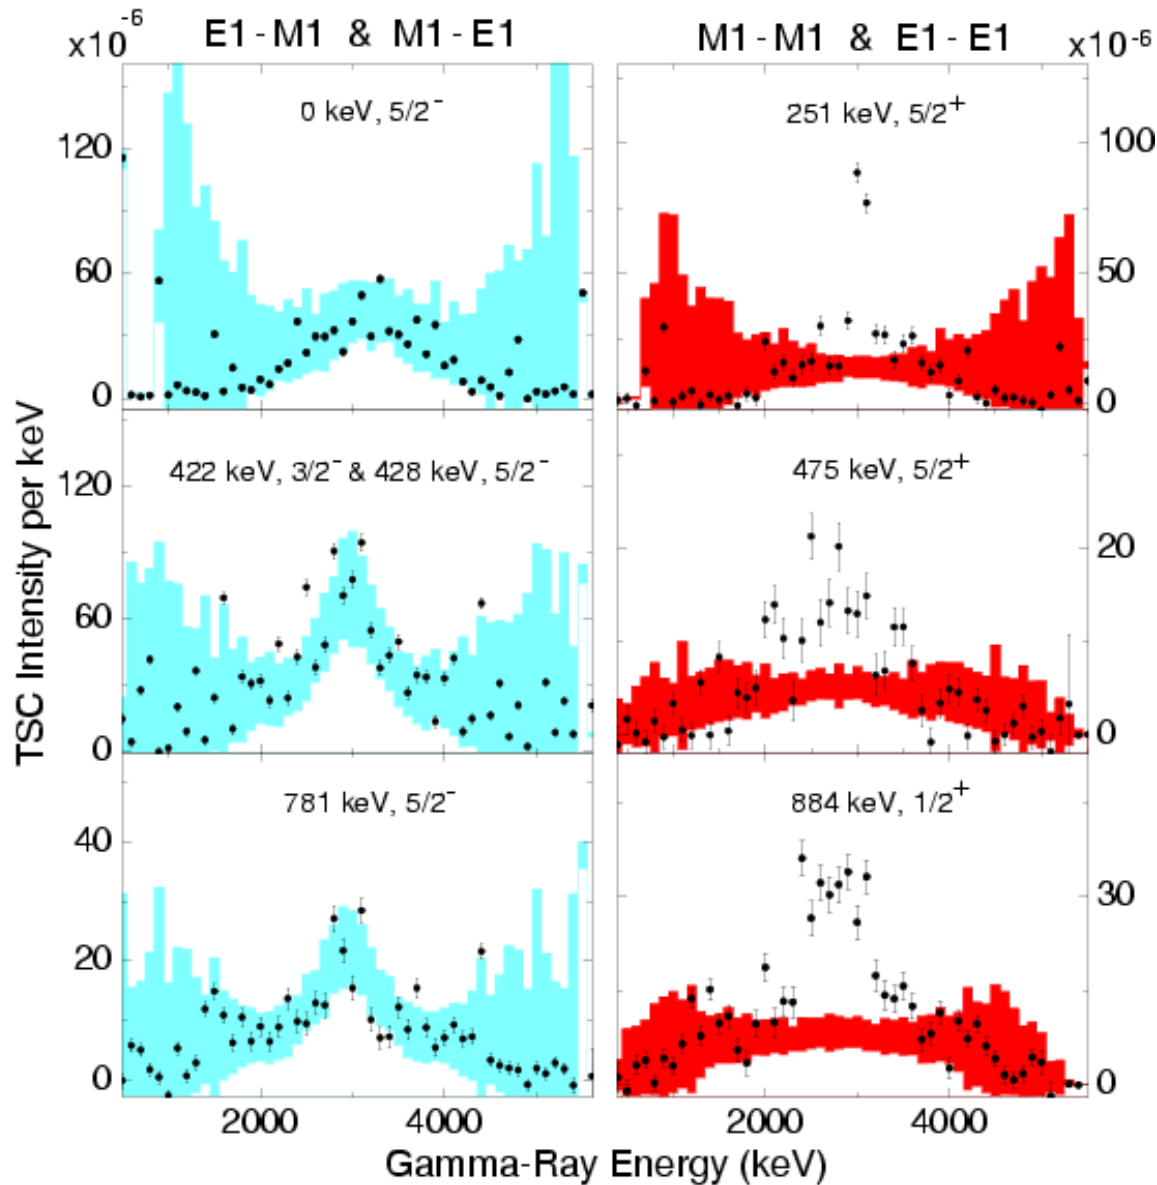 x10⁻⁶ E1-M1 & M1-E1 M1-M1 & E1-E1 x10⁻⁶
0 keV, 5/2⁻
251 keV, 5/2⁺
120
60
0
100
50
0
422 keV, 3/2⁻ & 428 keV, 5/2⁻
475 keV, 5/2⁺
120
60
0
20
0
781 keV, 5/2⁻
884 keV, 1/2⁺
40
20
0
30
0
2000 4000 2000 4000
TSC Intensity per keV
Gamma-Ray Energy (keV)